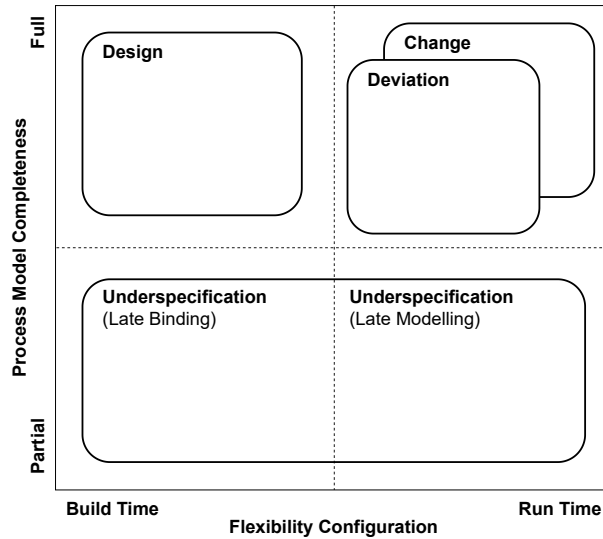 Full
Process Model Completeness
Partial
Design
Change
Deviation
Underspecification
(Late Binding)
Underspecification
(Late Modelling)
Build Time
Run Time
Flexibility Configuration